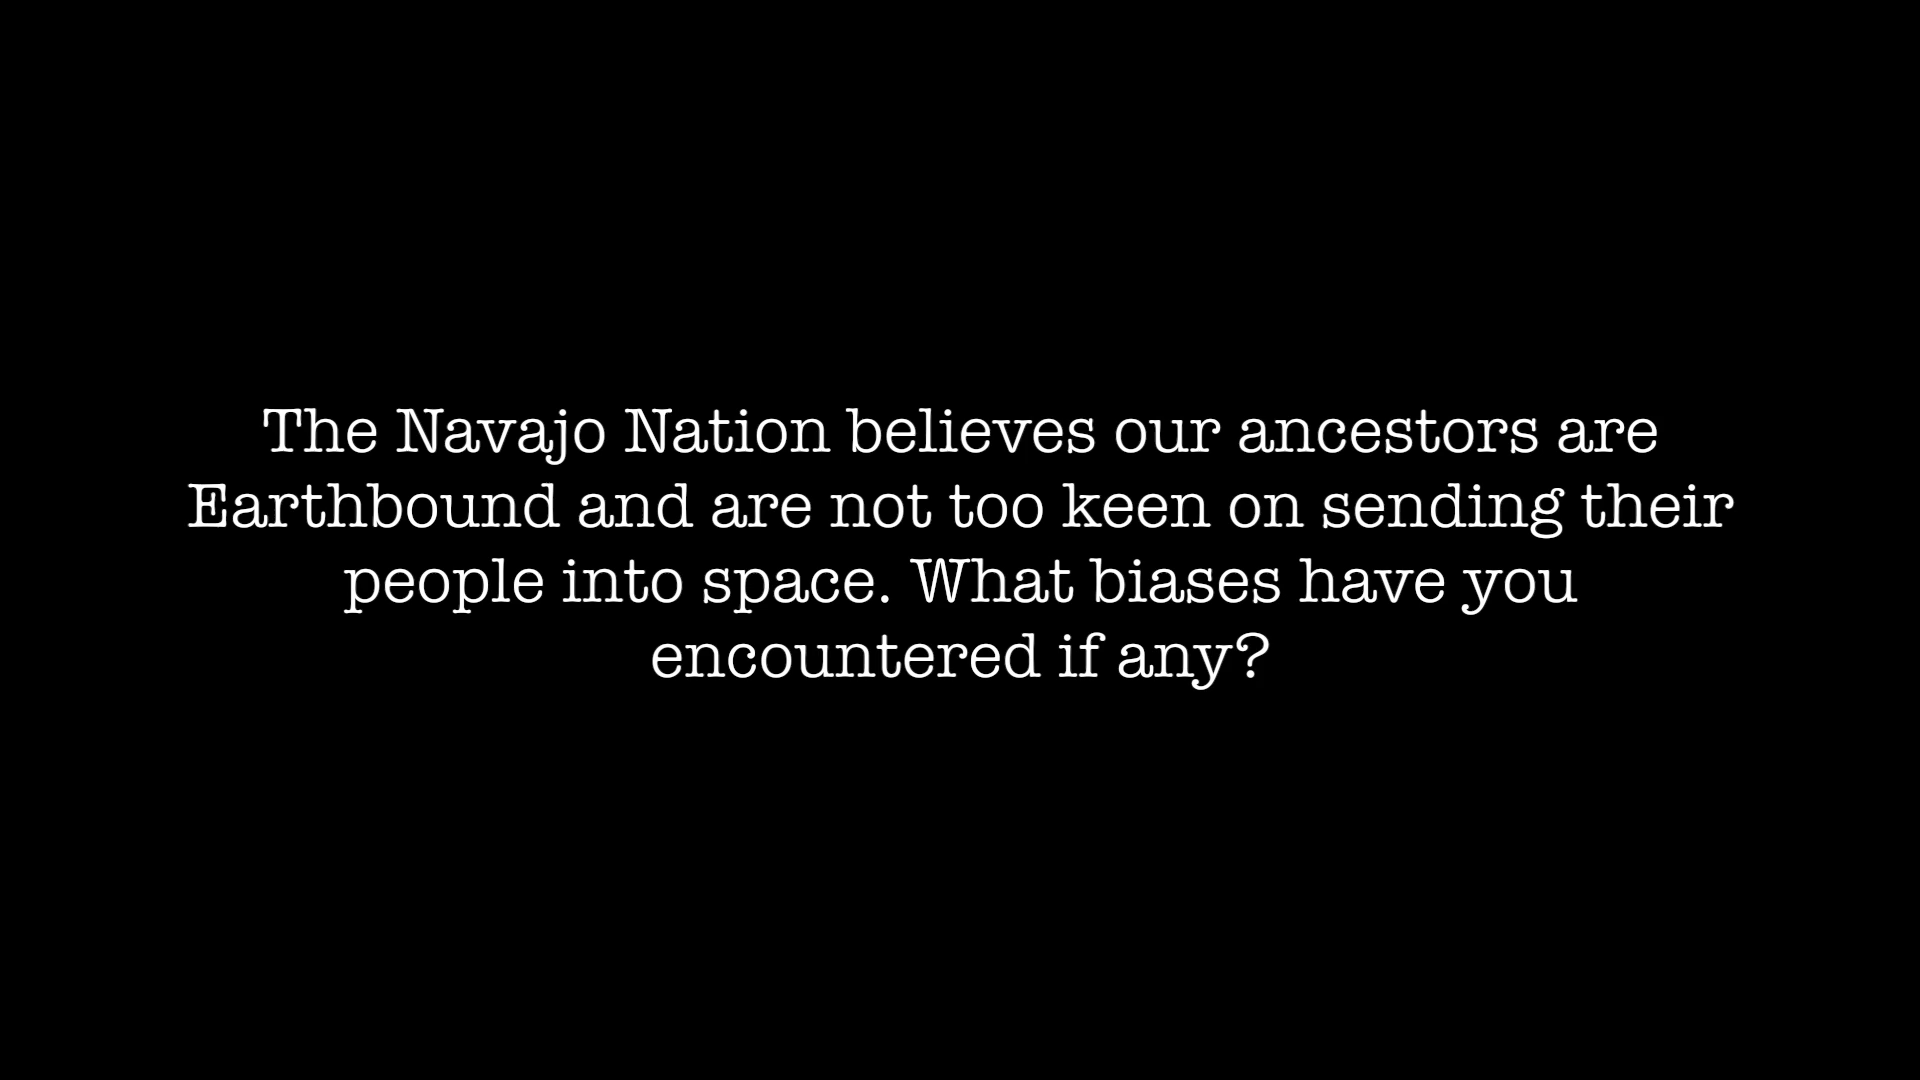 The Navajo Nation believes our ancestors are
Earthbound and are not too keen on sending their
people into space. What biases have you
encountered if any?